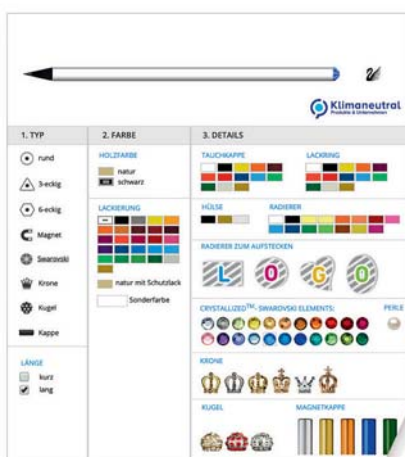 Klimaneutral
Produkte & Unternehmen
1. TYP
rund
3-eckig
6-eckig
Magnet
Swarovski
Krone
Kugel
Kappe
LÄNGE
kurz
lang
2. FARBE
HOLZFARBE
natur
schwarz
LACKIERUNG
natur mit Schutzlack
Sonderfarbe
3. DETAILS
TAUCHKAPPE
LACKRING
HÜLSE
RADIERER
RADIERER ZUM AUFSTECKEN
L O G O
CRYSTALLIZED™- SWAROVSKI ELEMENTS:
PERLE
KRONE
KUGEL
MAGNETKAPPE